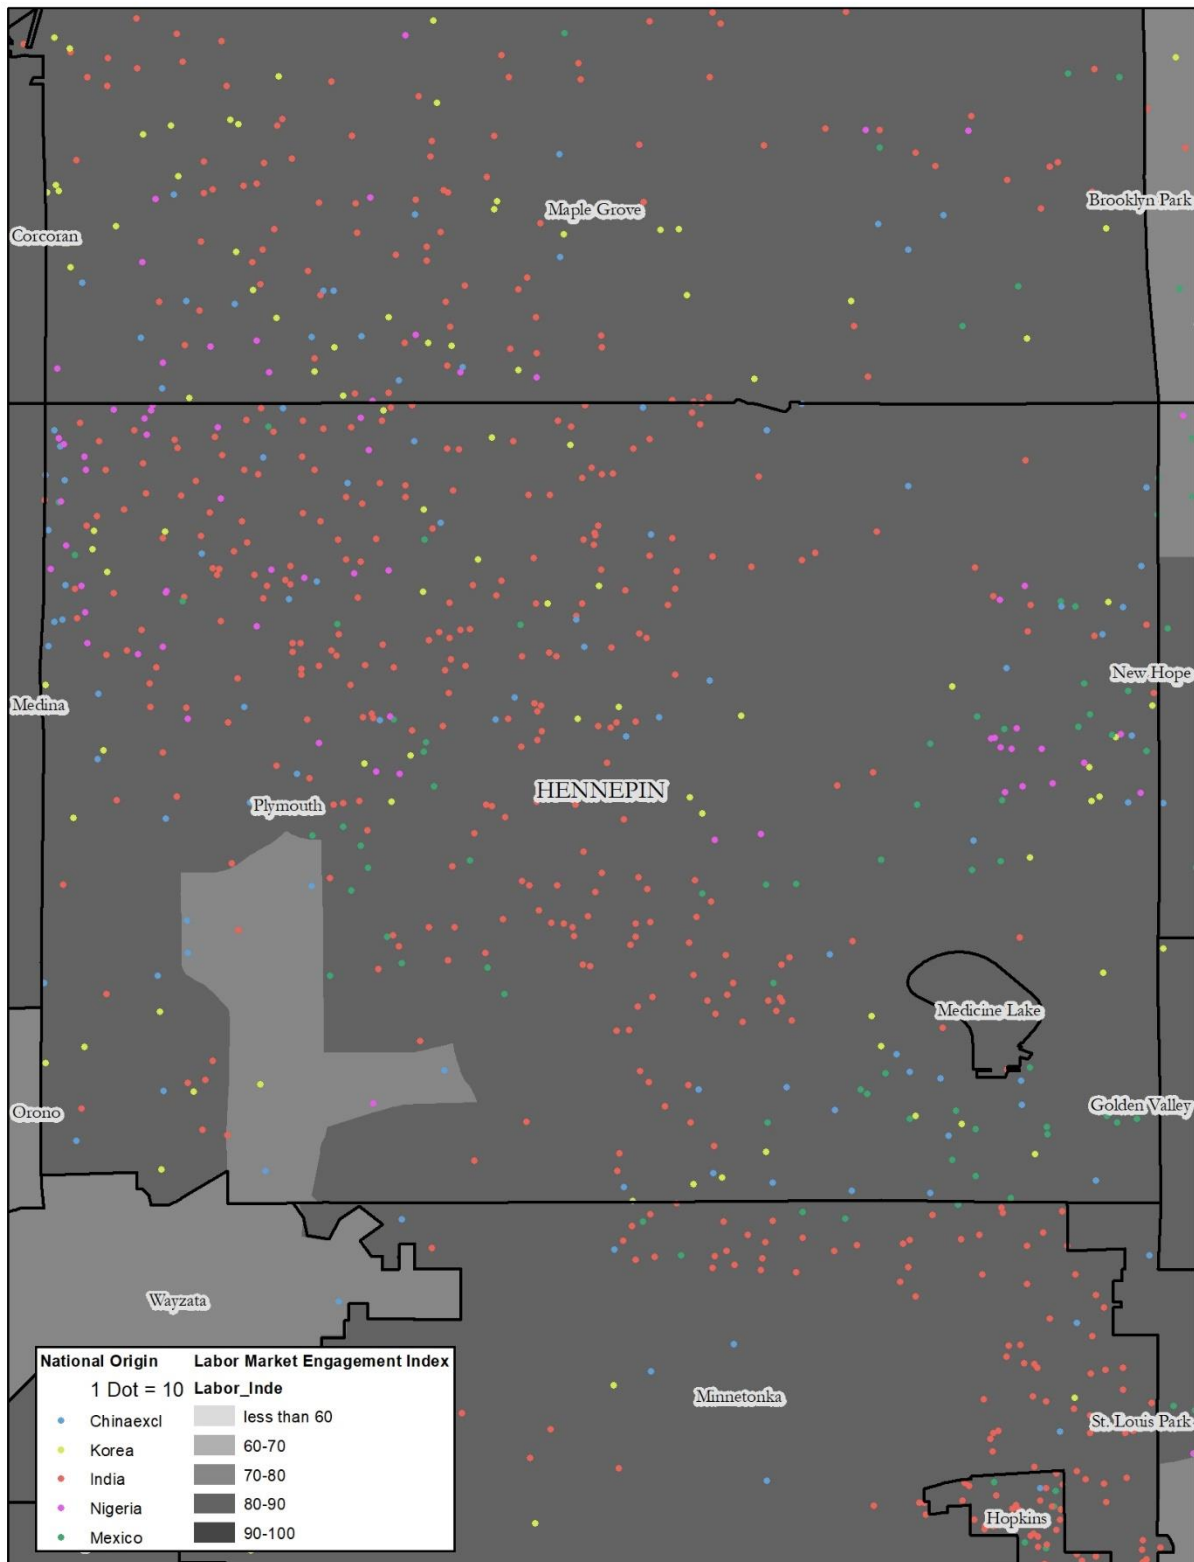 Maple Grove
Brooklyn Park
Corcoran
New Hope
Medina
HENNEPIN
Plymouth
Medicine Lake
Orono
Golden Valley
Wayzata
Minnetonka
St. Louis Park
Hopkins
National Origin
1 Dot = 10
Chinaexcl
Korea
India
Nigeria
Mexico
Labor Market Engagement Index
Labor_Inde
less than 60
60-70
70-80
80-90
90-100